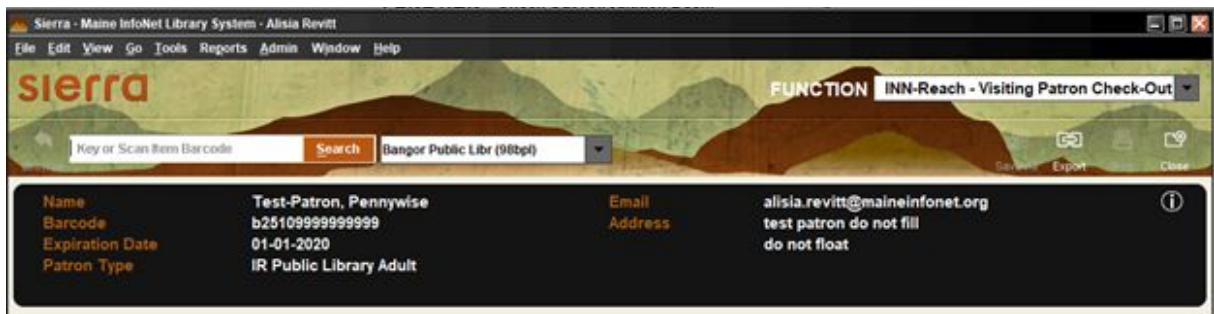 Sierra - Maine InfoNet Library System - Alisia Revitt
File Edit View Go Tools Reports Admin Window Help
sierra
FUNCTION INN-Reach - Visiting Patron Check-Out
Key or Scan Item Barcode Search Bangor Public Libr (98bpl)
Export Close
Name Test-Patron, Pennywise Email alisia.revitt@maineinfonet.org
Barcode b25109999999999 Address test patron do not fill
Expiration Date 01-01-2020 do not float
Patron Type IR Public Library Adult